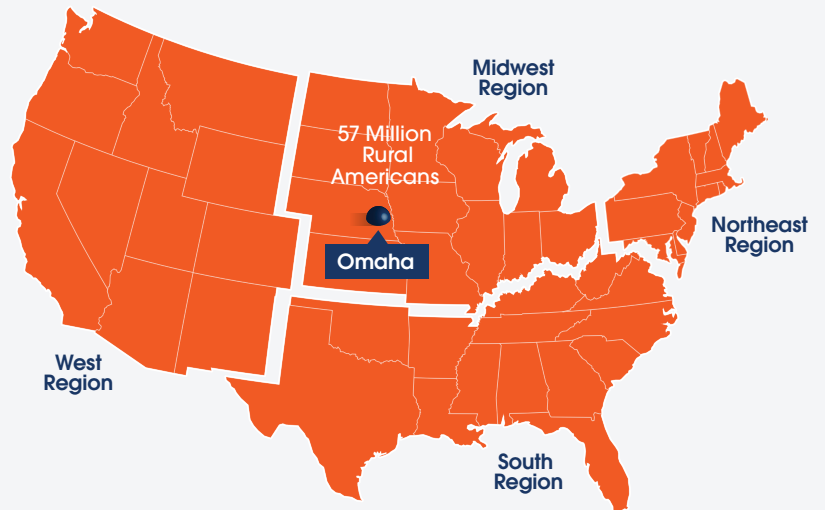 Midwest
Region
57 Million
Rural
Americans
Northeast
Region
Omaha
West
Region
South
Region